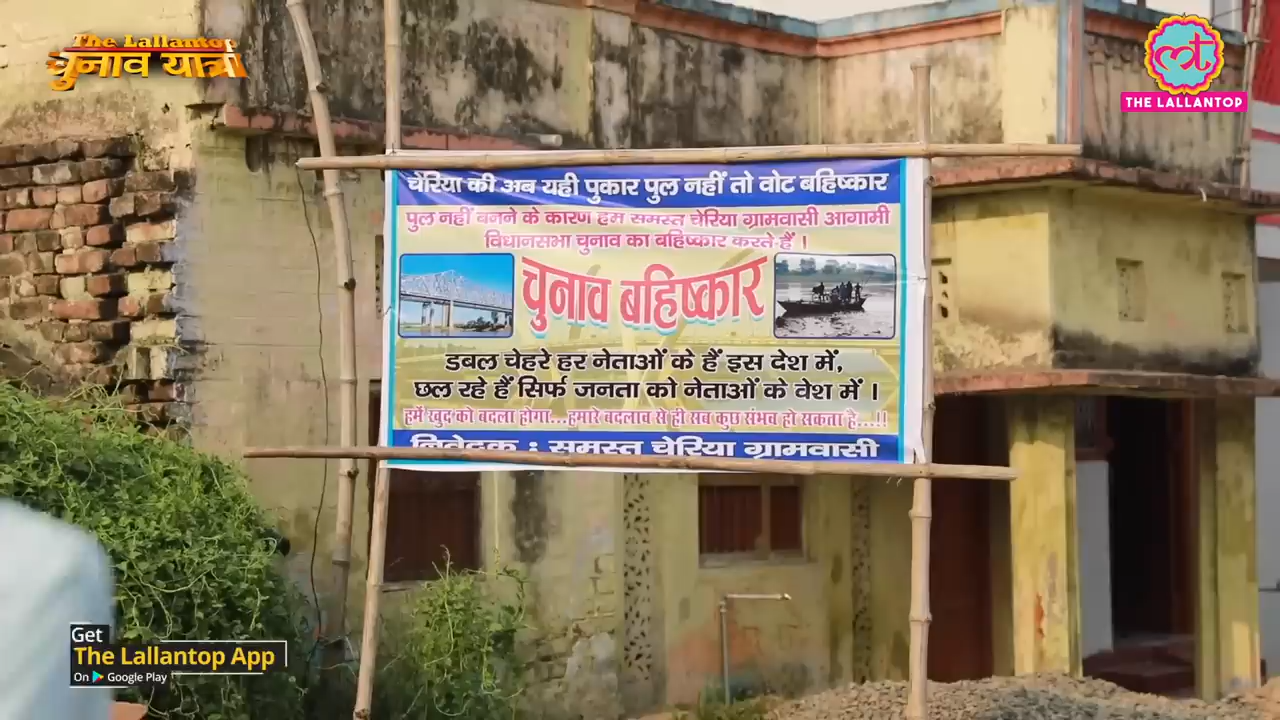 The Lallantop
चुनाव यात्रा
THE LALLANTOP
चेरिया की अब यही पुकार पुल नहीं तो वोट बहिष्कार
पुल नहीं बनने के कारण हम समस्त चेरिया ग्रामवासी आगामी
विधानसभा चुनाव का बहिष्कार करते हैं ।
चुनाव बहिष्कार
डबल चेहरे हर नेताओं के हैं इस देश में,
छल रहे हैं सिर्फ जनता को नेताओं के वेश में ।
हमें खुद को बदला होगा...हमारे बदलाव से ही सब कुछ संभव हो सकता है....!!
निवेदक : समस्त चेरिया ग्रामवासी
Get
The Lallantop App
On Google Play